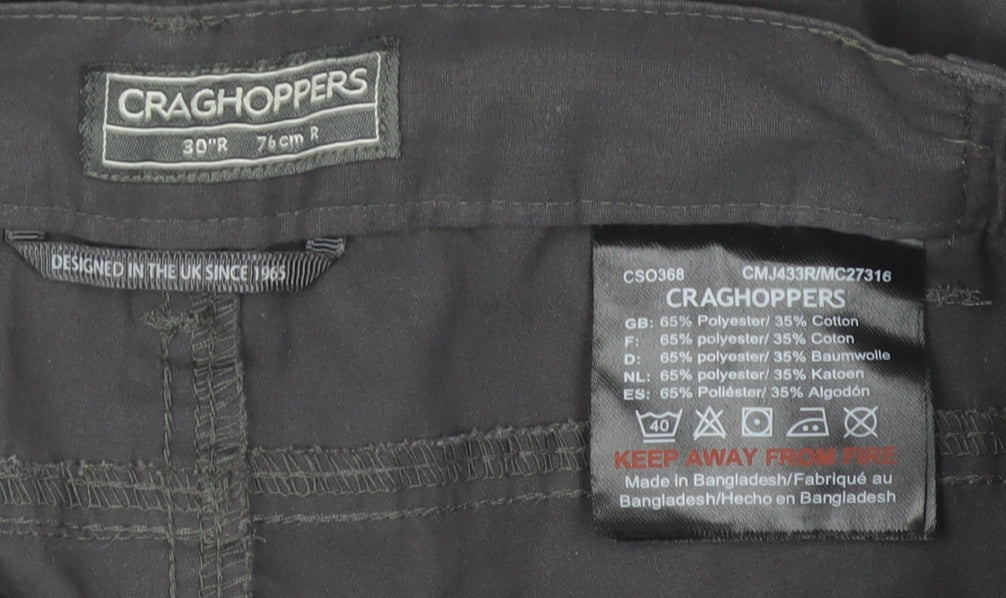 CRAGHOPPERS
30"R 76cm R
DESIGNED IN THE UK SINCE 1965
CSO368 CMJ433R/MC27316
CRAGHOPPERS
GB: 65% Polyester/ 35% Cotton
F: 65% polyester/ 35% Coton
D: 65% polyester/ 35% Baumwolle
NL: 65% polyester/ 35% Katoen
ES: 65% Poliéster/ 35% Algodón
40
KEEP AWAY FROM FIRE
Made in Bangladesh/Fabriqué au
Bangladesh/Hecho en Bangladesh